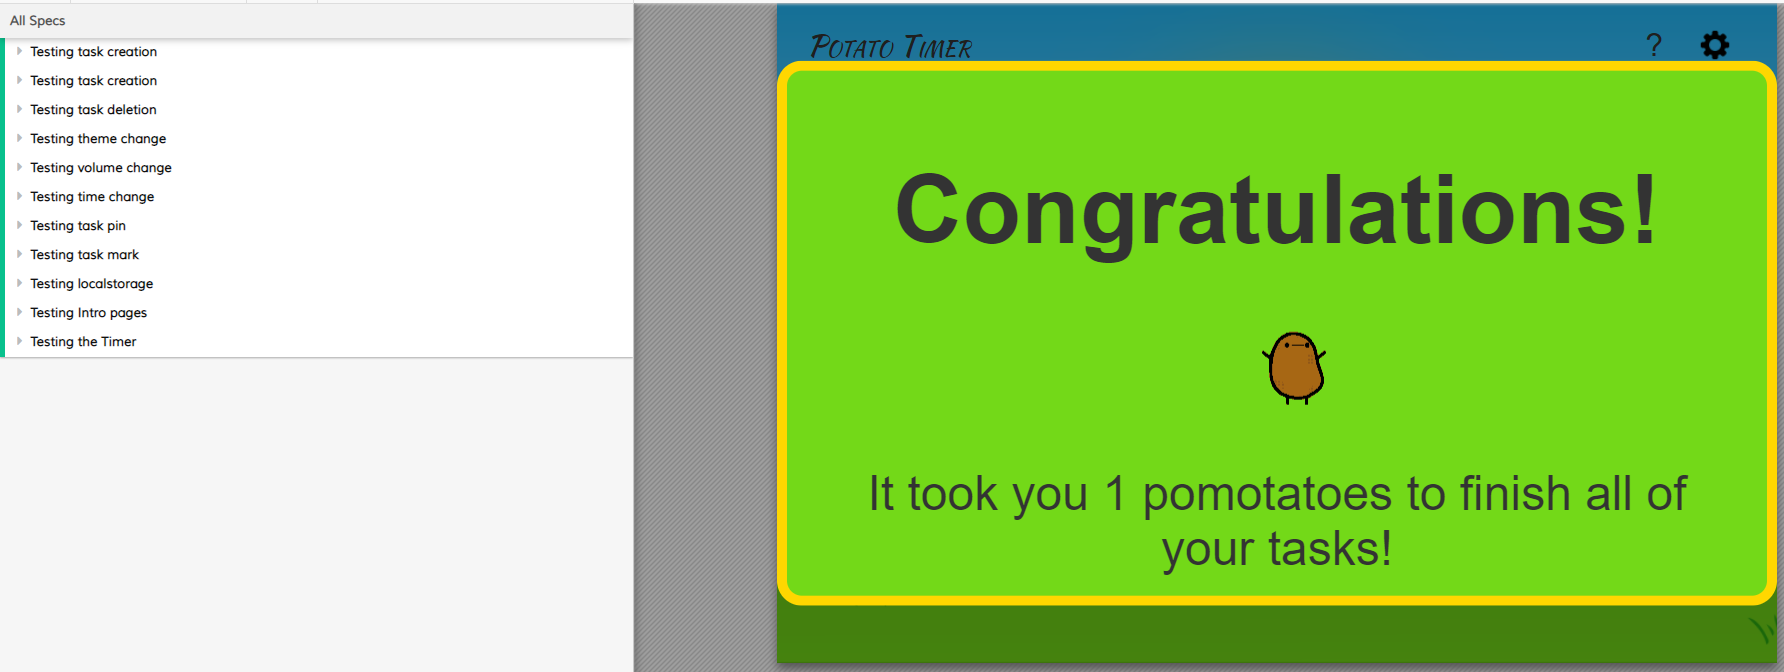 All Specs
Testing task creation
Testing task creation
Testing task deletion
Testing theme change
Testing volume change
Testing time change
Testing task pin
Testing task mark
Testing localstorage
Testing Intro pages
Testing the Timer
Potato Timer
?
Congratulations!
It took you 1 pomotatoes to finish all of
your tasks!